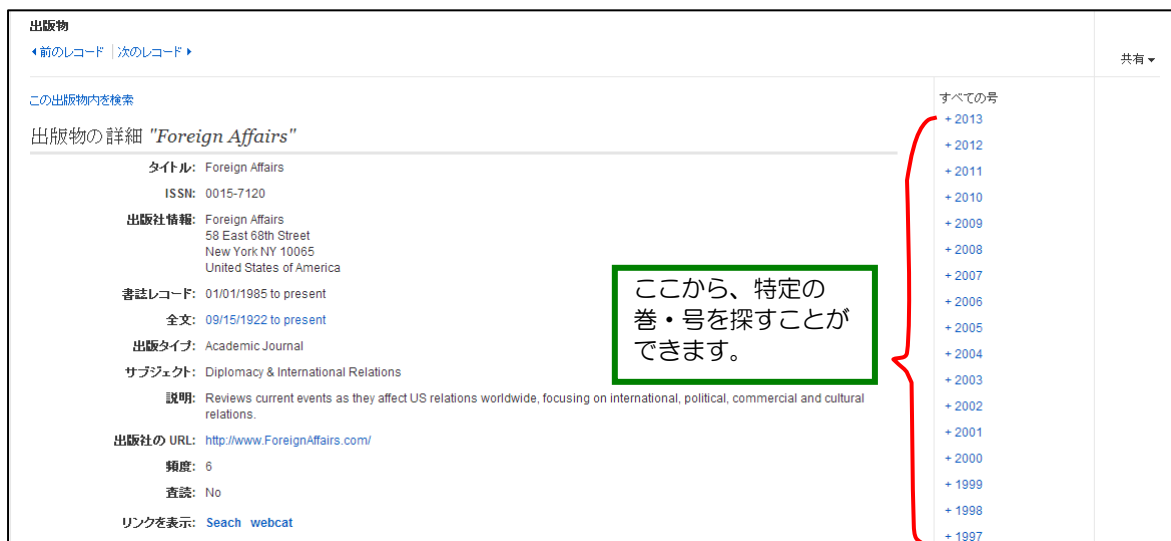 出版物
前のレコード | 次のレコード
共有
この出版物内を検索
出版物の詳細 "Foreign Affairs"
タイトル: Foreign Affairs
ISSN: 0015-7120
出版社情報: Foreign Affairs
58 East 68th Street
New York NY 10065
United States of America
書誌レコード: 01/01/1985 to present
全文: 09/15/1922 to present
出版タイプ: Academic Journal
サブジェクト: Diplomacy & International Relations
説明: Reviews current events as they affect US relations worldwide, focusing on international, political, commercial and cultural
relations.
出版社の URL: http://www.ForeignAffairs.com/
頻度: 6
査読: No
リンクを表示: Seach webcat
ここから、特定の
巻・号を探すことが
できます。
すべての号
+ 2013
+ 2012
+ 2011
+ 2010
+ 2009
+ 2008
+ 2007
+ 2006
+ 2005
+ 2004
+ 2003
+ 2002
+ 2001
+ 2000
+ 1999
+ 1998
+ 1997